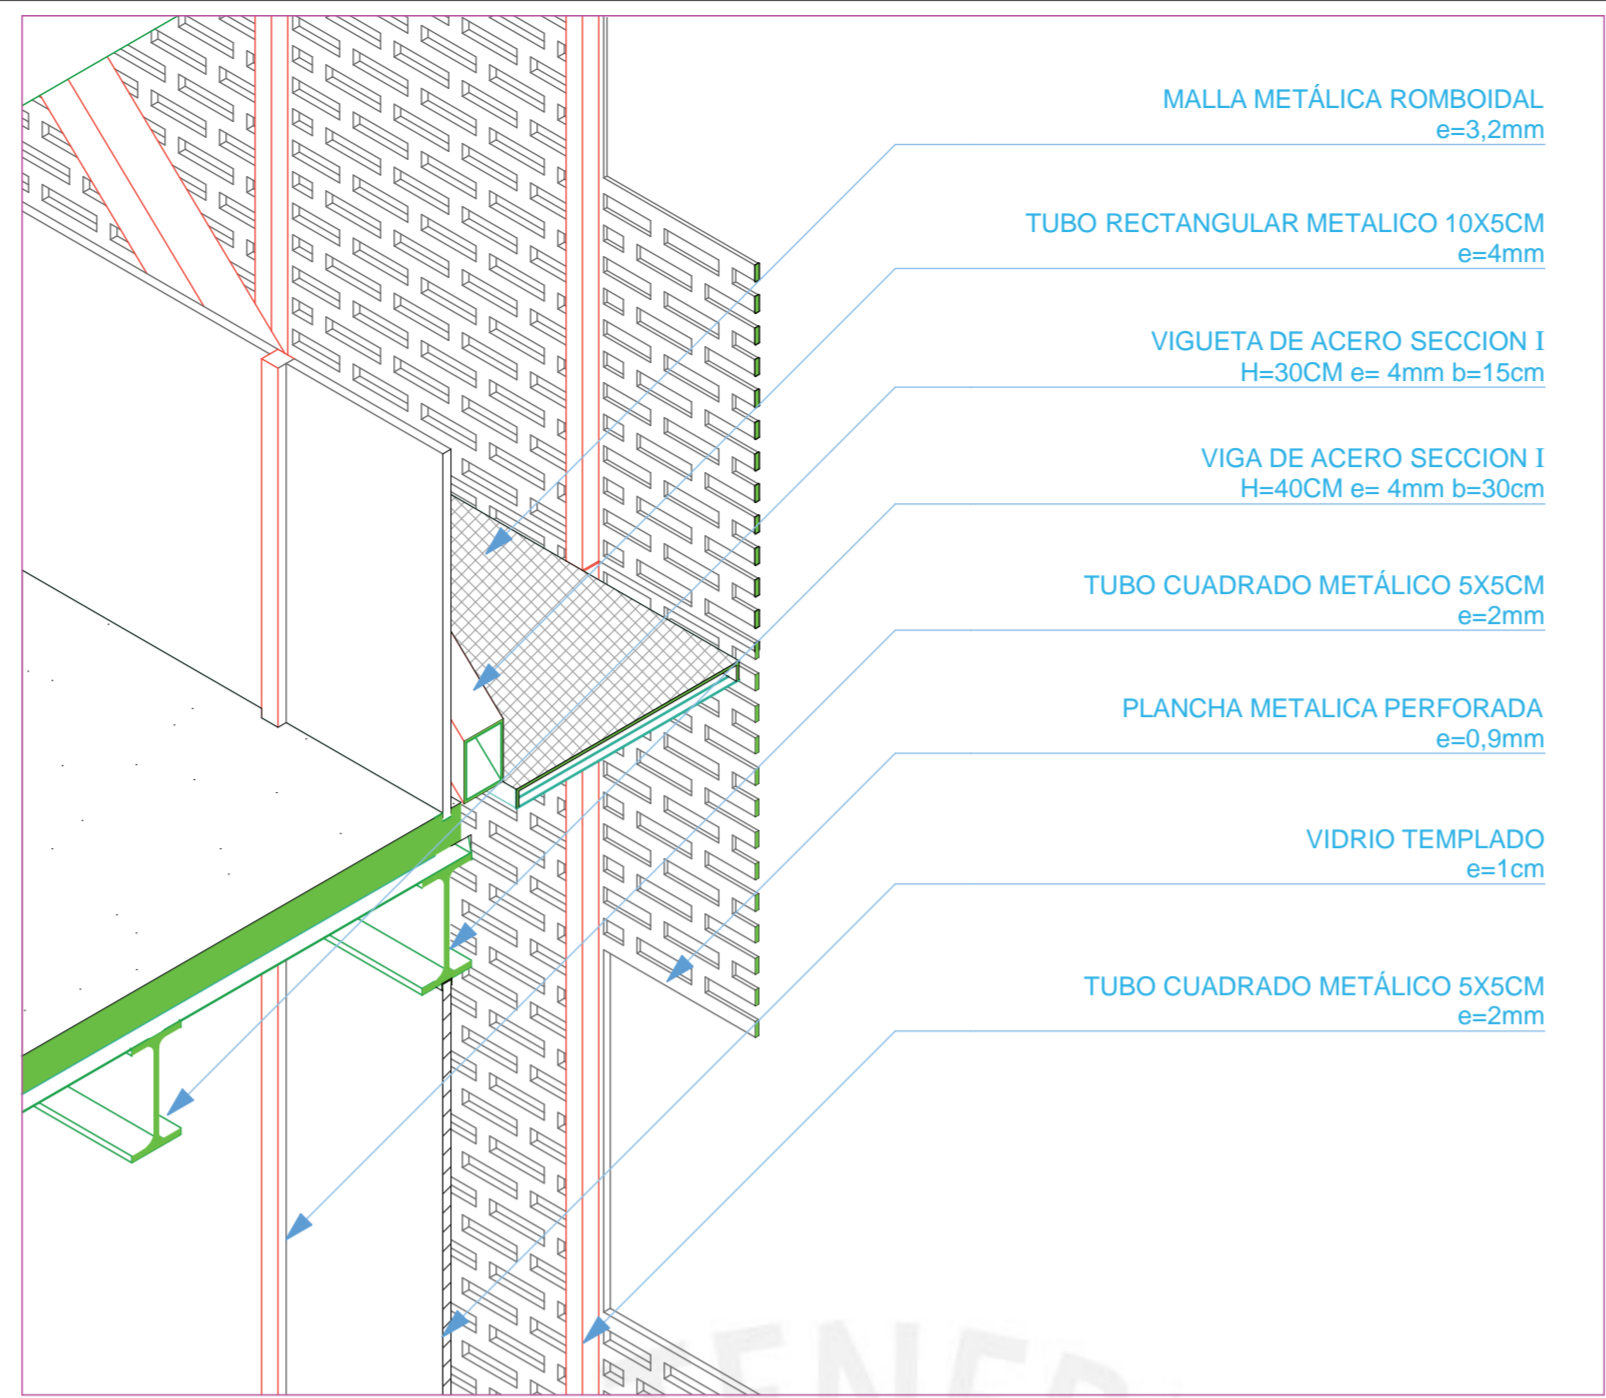 MALLA METÁLICA ROMBOIDAL
e=3,2mm
TUBO RECTANGULAR METALICO 10X5CM
e=4mm
VIGUETA DE ACERO SECCION I
H=30CM e= 4mm b=15cm
VIGA DE ACERO SECCION I
H=40CM e= 4mm b=30cm
TUBO CUADRADO METÁLICO 5X5CM
e=2mm
PLANCHA METALICA PERFORADA
e=0,9mm
VIDRIO TEMPLADO
e=1cm
TUBO CUADRADO METÁLICO 5X5CM
e=2mm